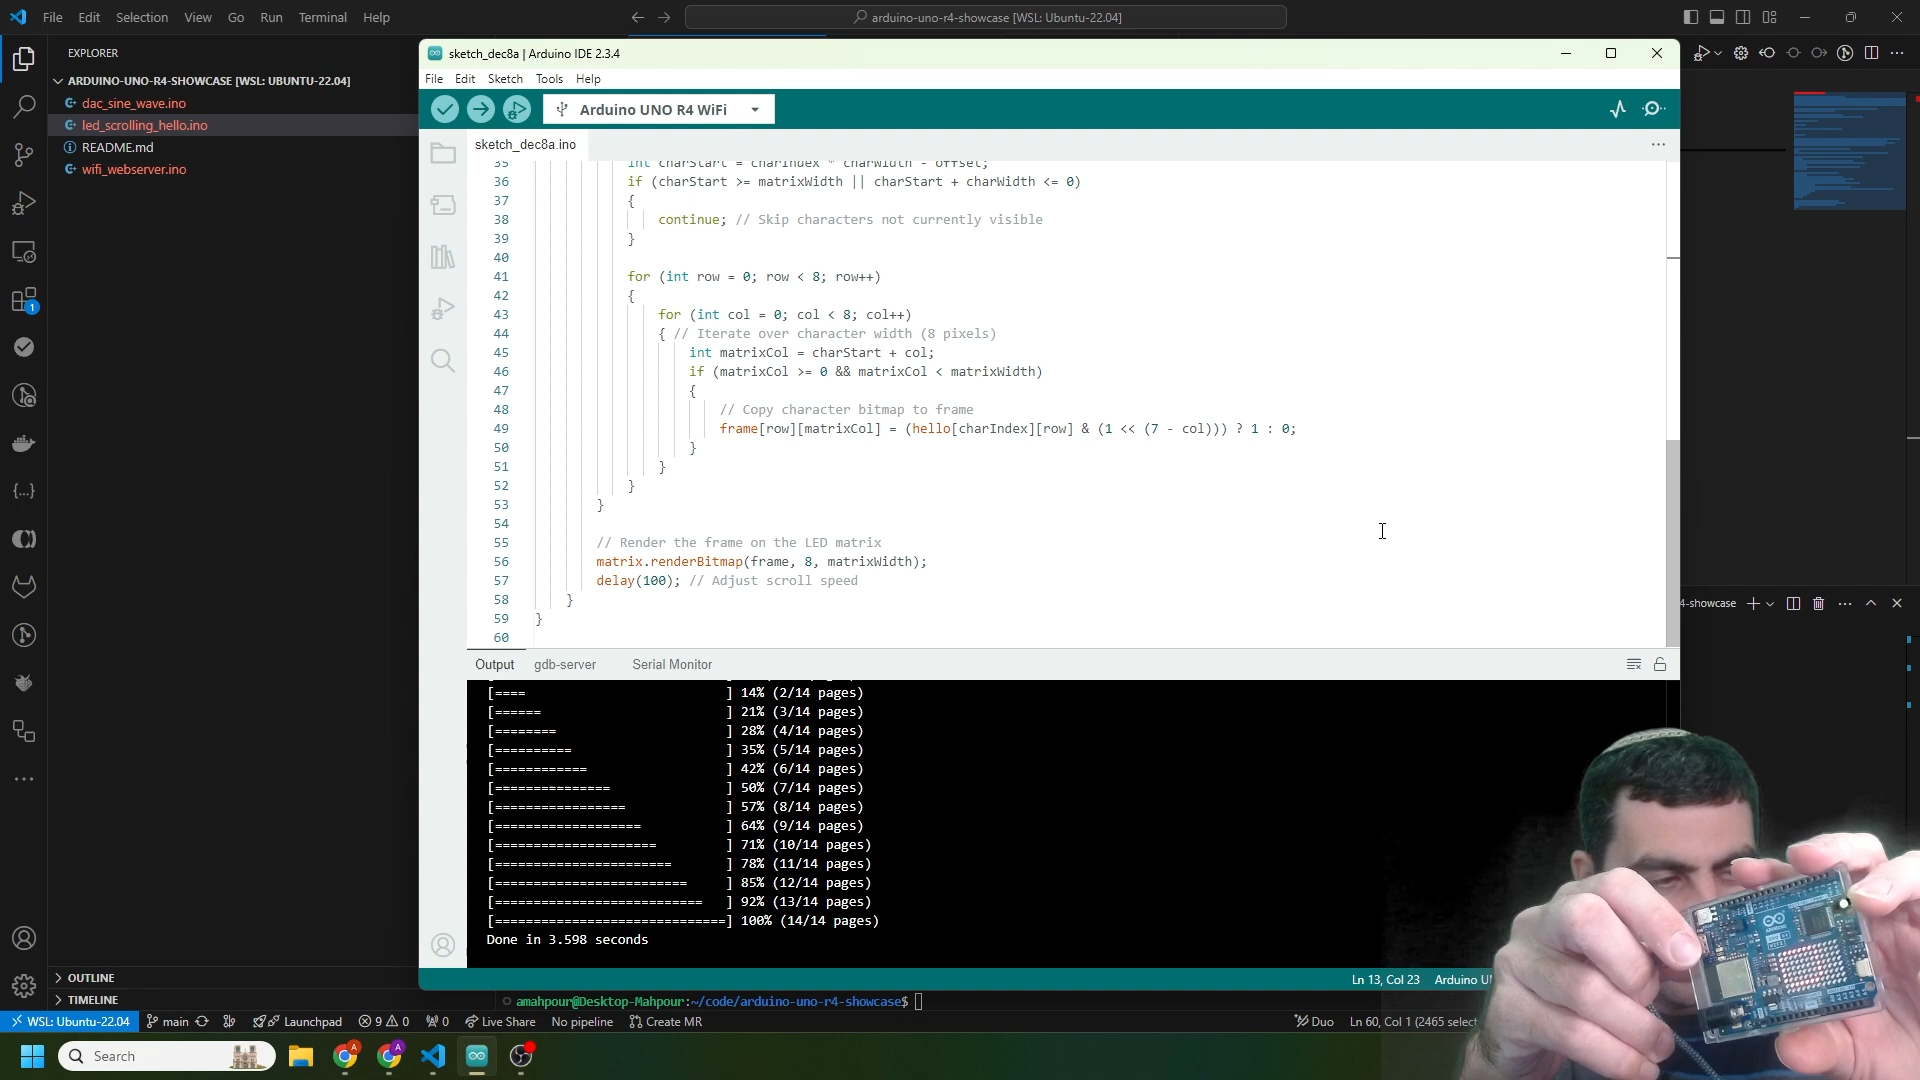 File Edit Selection View Go Run Terminal Help
arduino-uno-r4-showcase [WSL: Ubuntu-22.04]
EXPLORER
ARDUINO-UNO-R4-SHOWCASE [WSL: UBUNTU-22.04]
dac_sine_wave.ino
led_scrolling_hello.ino
README.md
wifi_webserver.ino
1
sketch_dec8a | Arduino IDE 2.3.4
File Edit Sketch Tools Help
Arduino UNO R4 WiFi
sketch_dec8a.ino
35 int charStart = charIndex * charWidth - offset;
36 if (charStart >= matrixWidth || charStart + charWidth <= 0)
37 {
38 continue; // Skip characters not currently visible
39 }
40
41 for (int row = 0; row < 8; row++)
42 {
43 for (int col = 0; col < 8; col++)
44 { // Iterate over character width (8 pixels)
45 int matrixCol = charStart + col;
46 if (matrixCol >= 0 && matrixCol < matrixWidth)
47 {
48 // Copy character bitmap to frame
49 frame[row][matrixCol] = (hello[charIndex][row] & (1 << (7 - col))) ? 1 : 0;
50 }
51 }
52 }
53 }
54
55 // Render the frame on the LED matrix
56 matrix.renderBitmap(frame, 8, matrixWidth);
57 delay(100); // Adjust scroll speed
58 }
59 }
60
Output gdb-server Serial Monitor
[==== ] 14% (2/14 pages)
[====== ] 21% (3/14 pages)
[======== ] 28% (4/14 pages)
[========== ] 35% (5/14 pages)
[============ ] 42% (6/14 pages)
[=============== ] 50% (7/14 pages)
[================= ] 57% (8/14 pages)
[=================== ] 64% (9/14 pages)
[===================== ] 71% (10/14 pages)
[======================= ] 78% (11/14 pages)
[========================= ] 85% (12/14 pages)
[=========================== ] 92% (13/14 pages)
[==============================] 100% (14/14 pages)
Done in 3.598 seconds
Ln 13, Col 23 Arduino U
4-showcase
OUTLINE
TIMELINE
amahpour@Desktop-Mahpour:~/code/arduino-uno-r4-showcase$
WSL: Ubuntu-22.04 main Launchpad 9 0 0 Live Share No pipeline Create MR Duo Ln 60, Col 1 (2465 select
Search
A A